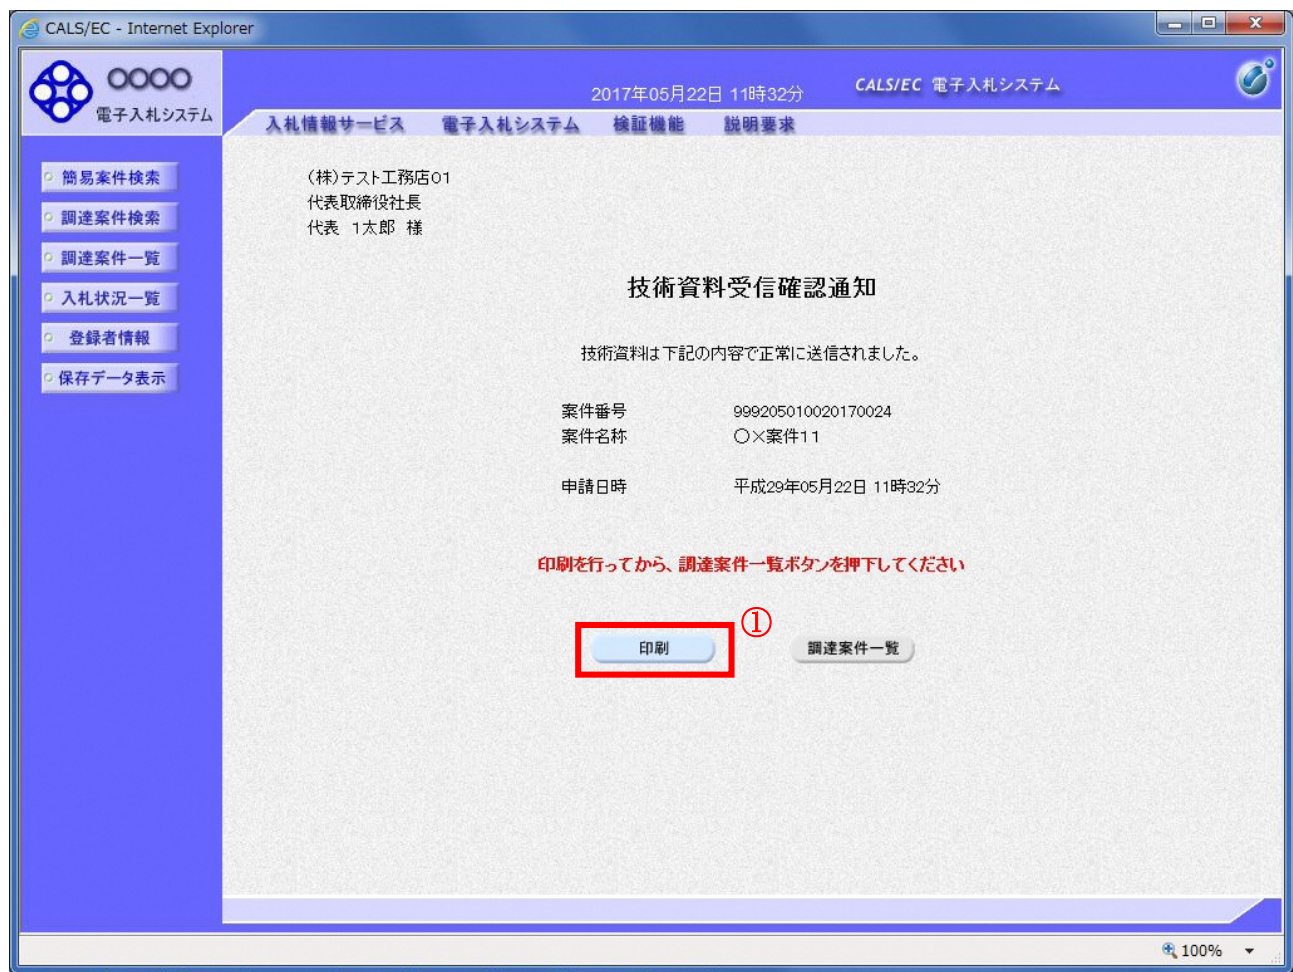 CALS/EC - Internet Explorer
○○○○
電子入札システム
2017年05月22日 11時32分
CALS/EC 電子入札システム
入札情報サービス 電子入札システム 検証機能 説明要求
簡易案件検索
調達案件検索
調達案件一覧
入札状況一覧
登録者情報
保存データ表示
(株)テスト工務店01
代表取締役社長
代表 1太郎 様
技術資料受信確認通知
技術資料は下記の内容で正常に送信されました。
案件番号 999205010020170024
案件名称 ○×案件11
申請日時 平成29年05月22日 11時32分
印刷を行ってから、調達案件一覧ボタンを押下してください
①
印刷 調達案件一覧
100%